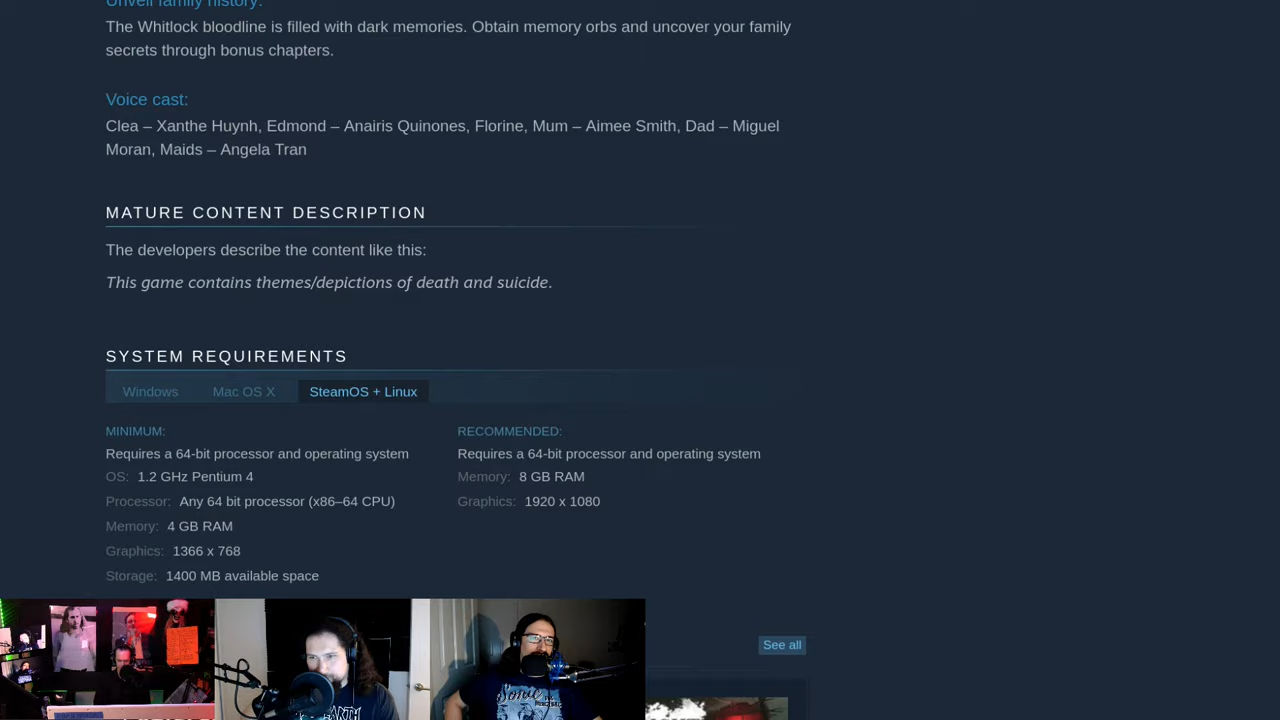 Unveil family history:
The Whitlock bloodline is filled with dark memories. Obtain memory orbs and uncover your family
secrets through bonus chapters.
Voice cast:
Clea – Xanthe Huynh, Edmond – Anairis Quinones, Florine, Mum – Aimee Smith, Dad – Miguel
Moran, Maids – Angela Tran
MATURE CONTENT DESCRIPTION
The developers describe the content like this:
This game contains themes/depictions of death and suicide.
SYSTEM REQUIREMENTS
Windows Mac OS X SteamOS + Linux
MINIMUM:
Requires a 64-bit processor and operating system
OS: 1.2 GHz Pentium 4
Processor: Any 64 bit processor (x86–64 CPU)
Memory: 4 GB RAM
Graphics: 1366 x 768
Storage: 1400 MB available space
RECOMMENDED:
Requires a 64-bit processor and operating system
Memory: 8 GB RAM
Graphics: 1920 x 1080
See all
Sonic